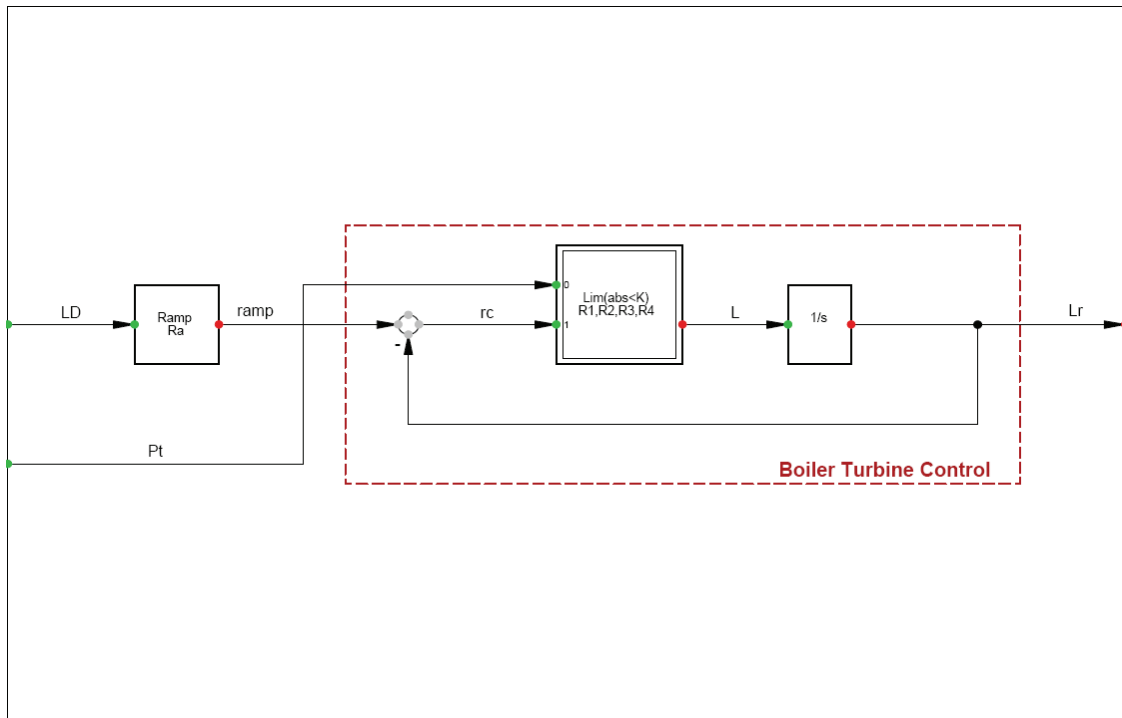 LD
Ramp
Ra
ramp
-
rc
0
1
Lim(abs<K)
R1,R2,R3,R4
L
1/s
Lr
Pt
Boiler Turbine Control